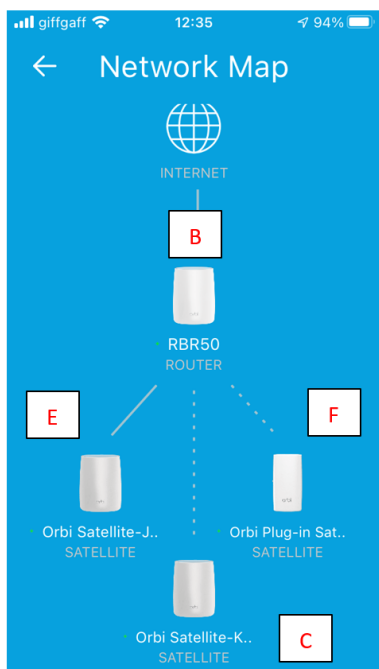 giffgaff 12:35 94%
Network Map
INTERNET
B
RBR50
ROUTER
E
F
Orbi Satellite-J..
SATELLITE
Orbi Plug-in Sat..
SATELLITE
Orbi Satellite-K..
SATELLITE
C